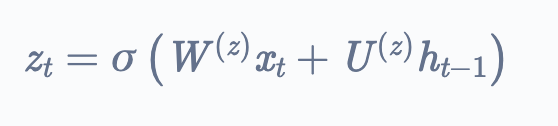 z_t = σ ( W^{(z)} x_t + U^{(z)} h_{t−1} )